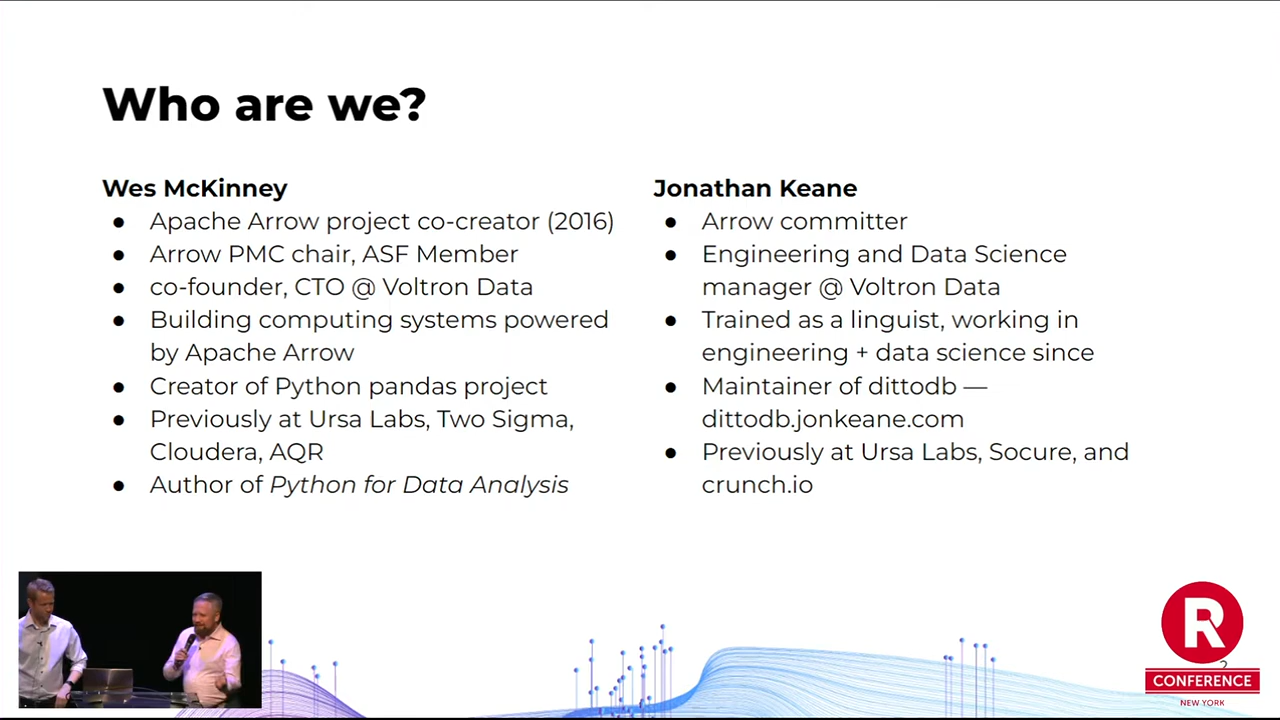 Who are we?
Wes McKinney
● Apache Arrow project co-creator (2016)
● Arrow PMC chair, ASF Member
● co-founder, CTO @ Voltron Data
● Building computing systems powered
by Apache Arrow
● Creator of Python pandas project
● Previously at Ursa Labs, Two Sigma,
Cloudera, AQR
● Author of Python for Data Analysis
Jonathan Keane
● Arrow committer
● Engineering and Data Science
manager @ Voltron Data
● Trained as a linguist, working in
engineering + data science since
● Maintainer of dittodb —
dittodb.jonkeane.com
● Previously at Ursa Labs, Socure, and
crunch.io
R
2
CONFERENCE
NEW YORK